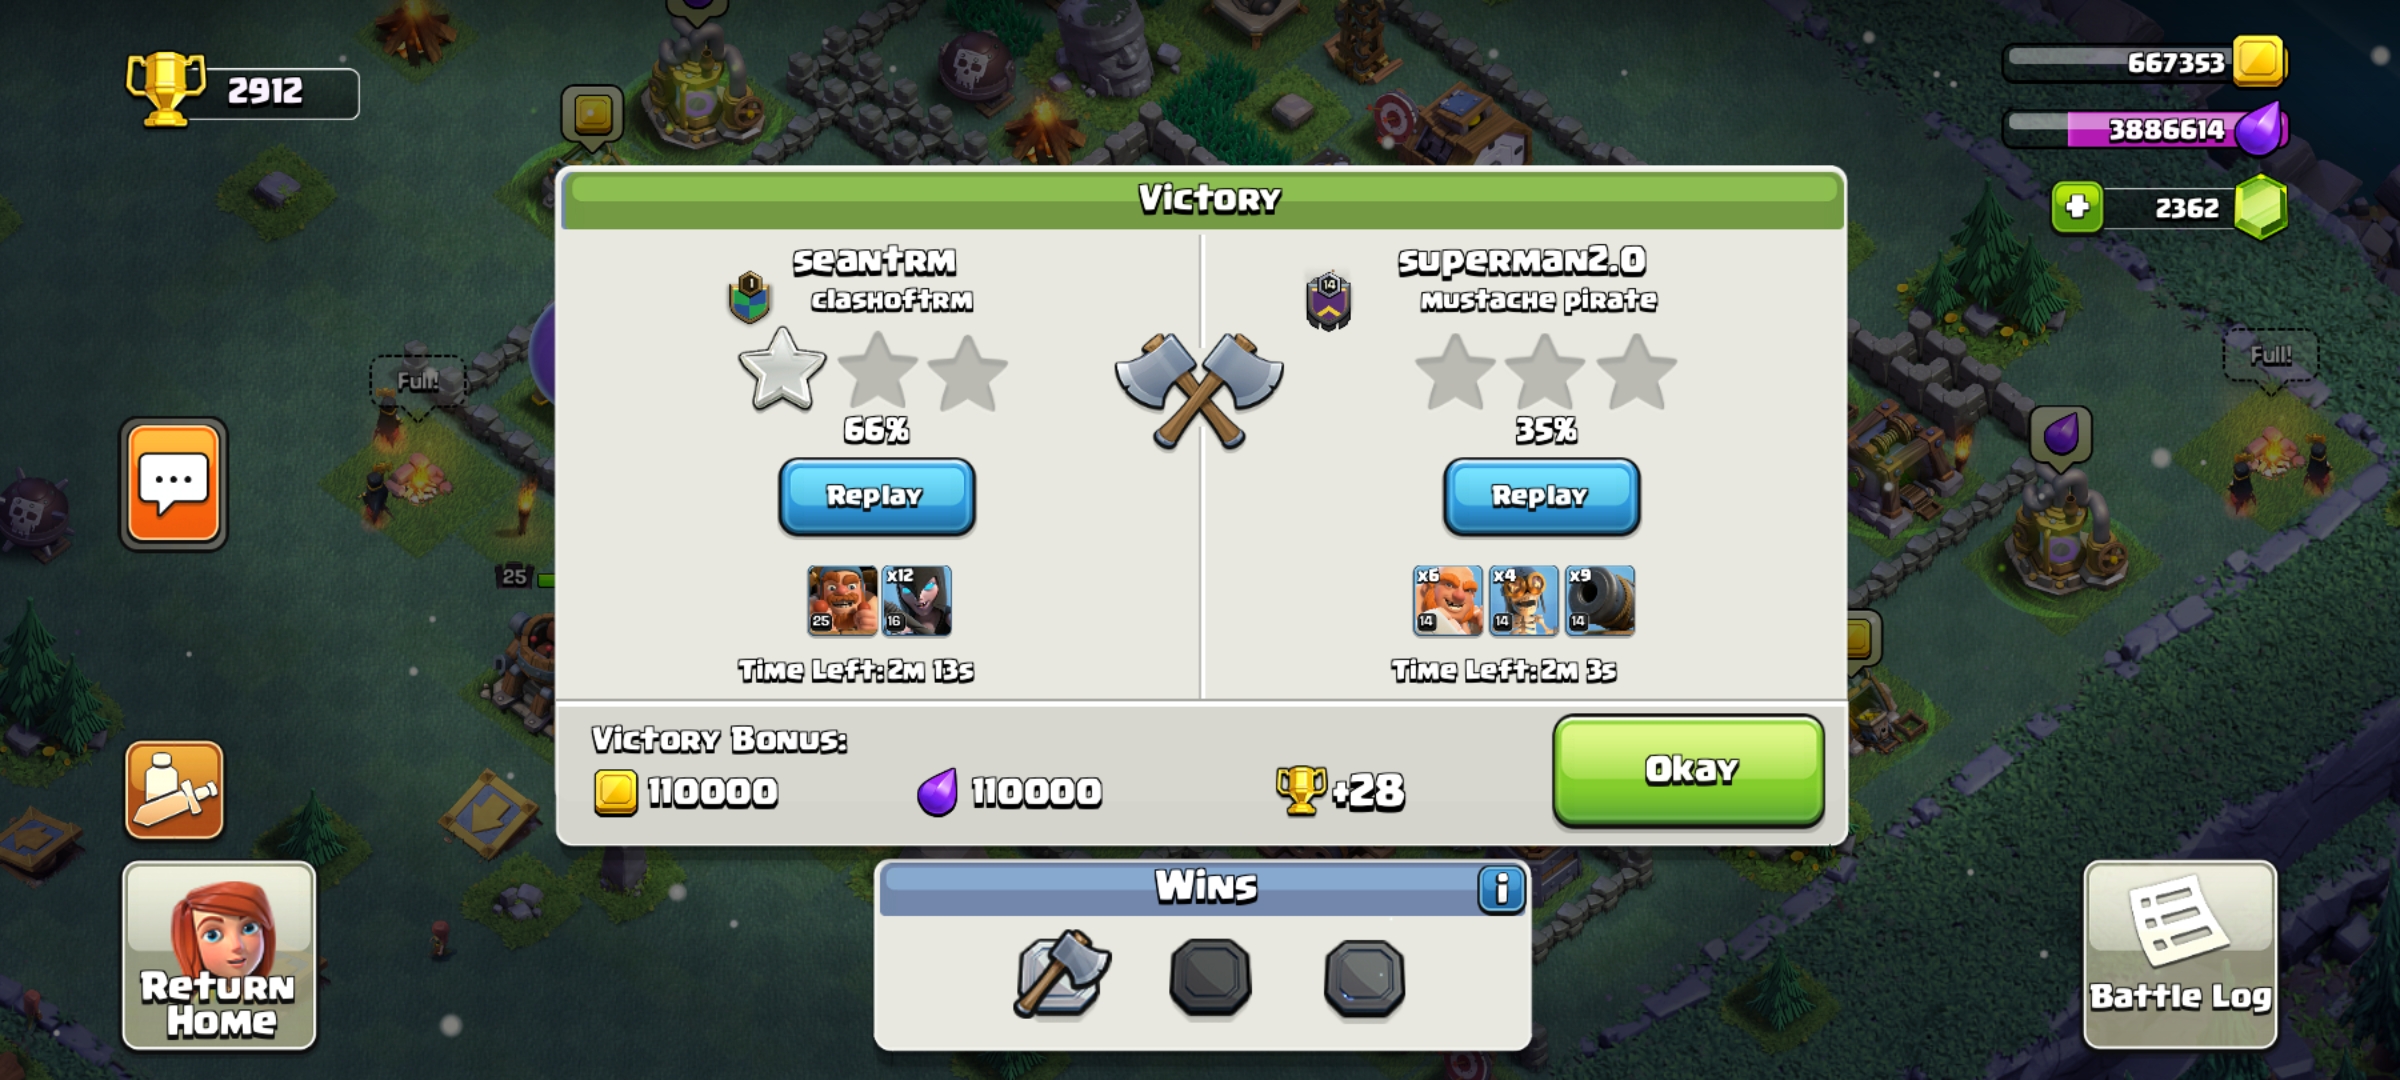 2912
667353
3886614
2362
Victory
seantrm
1
clashoftrm
superman2.0
14
mustache pirate
66%
35%
Replay
Replay
25
x12
16
x6
14
x4
14
x9
14
Time Left:2m 13s
Time Left:2m 3s
Victory Bonus:
110000
110000
+28
Okay
Wins
i
Full!
Full!
25
Return
Home
Battle Log